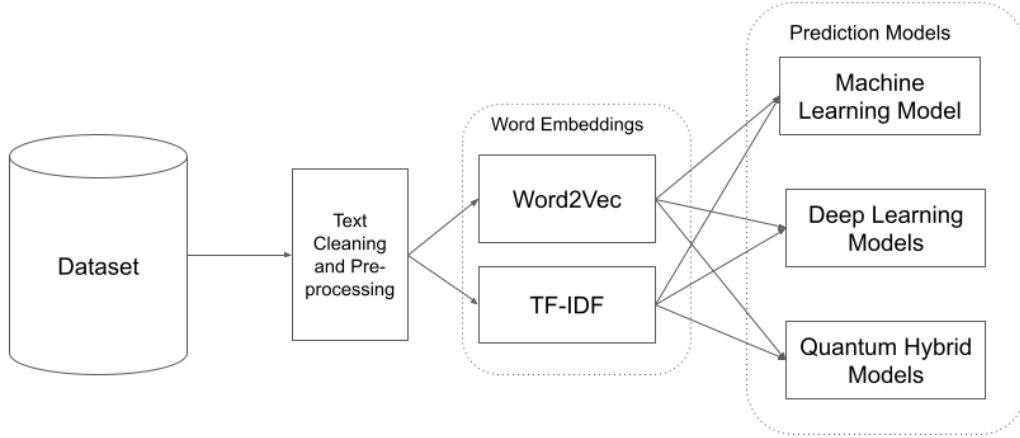 Dataset
Text
Cleaning
and Pre-
processing
Word Embeddings
Word2Vec
TF-IDF
Prediction Models
Machine
Learning Model
Deep Learning
Models
Quantum Hybrid
Models